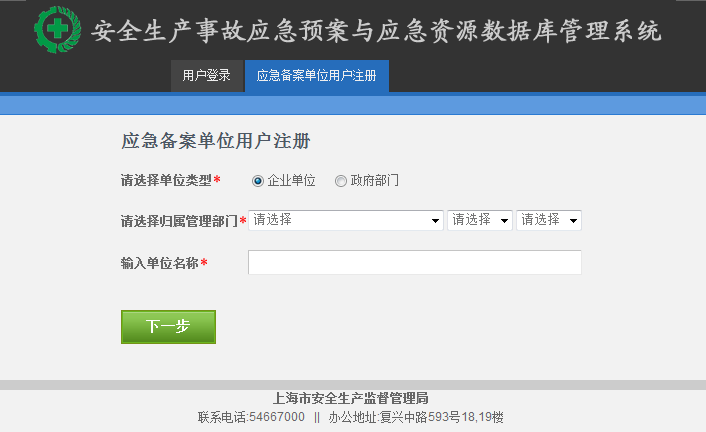 安全生产事故应急预案与应急资源数据库管理系统
用户登录 应急备案单位用户注册
应急备案单位用户注册
请选择单位类型* 企业单位 政府部门
请选择归属管理部门* 请选择 请选择 请选择
输入单位名称*
下一步
上海市安全生产监督管理局
联系电话:54667000 || 办公地址:复兴中路593号18,19楼